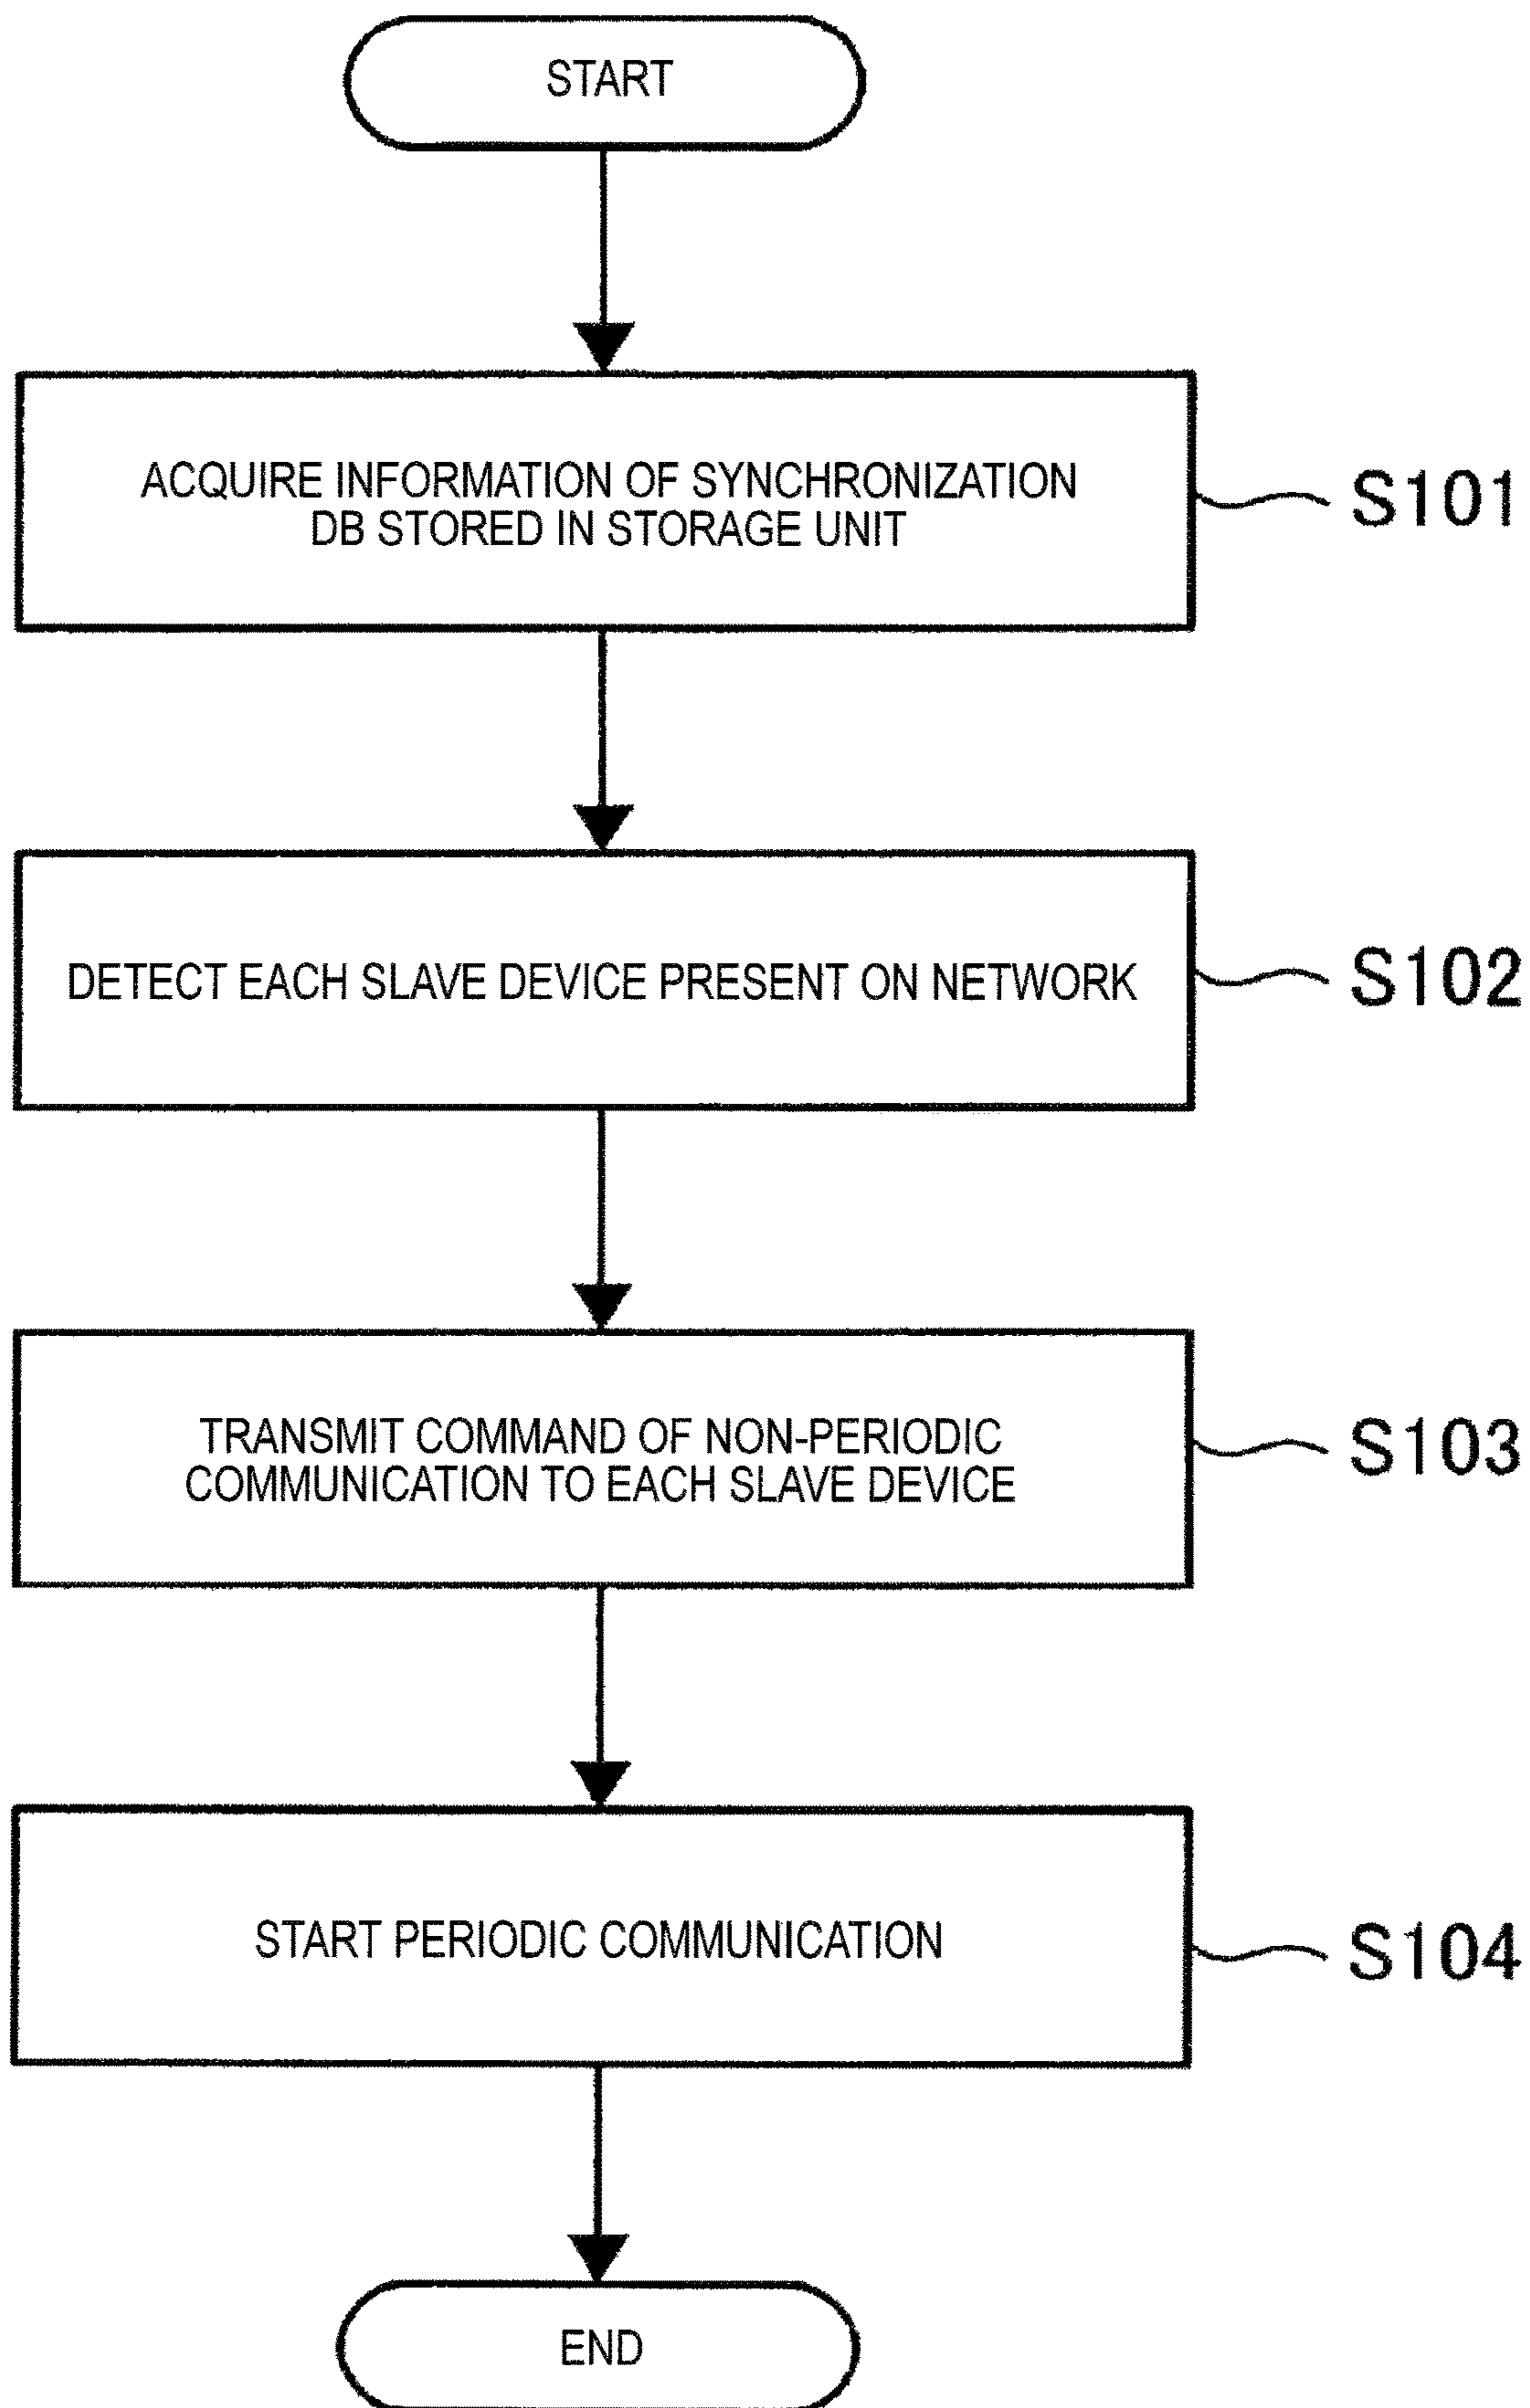 START
ACQUIRE INFORMATION OF SYNCHRONIZATION
DB STORED IN STORAGE UNIT
S101
DETECT EACH SLAVE DEVICE PRESENT ON NETWORK
S102
TRANSMIT COMMAND OF NON-PERIODIC
COMMUNICATION TO EACH SLAVE DEVICE
S103
START PERIODIC COMMUNICATION
S104
END